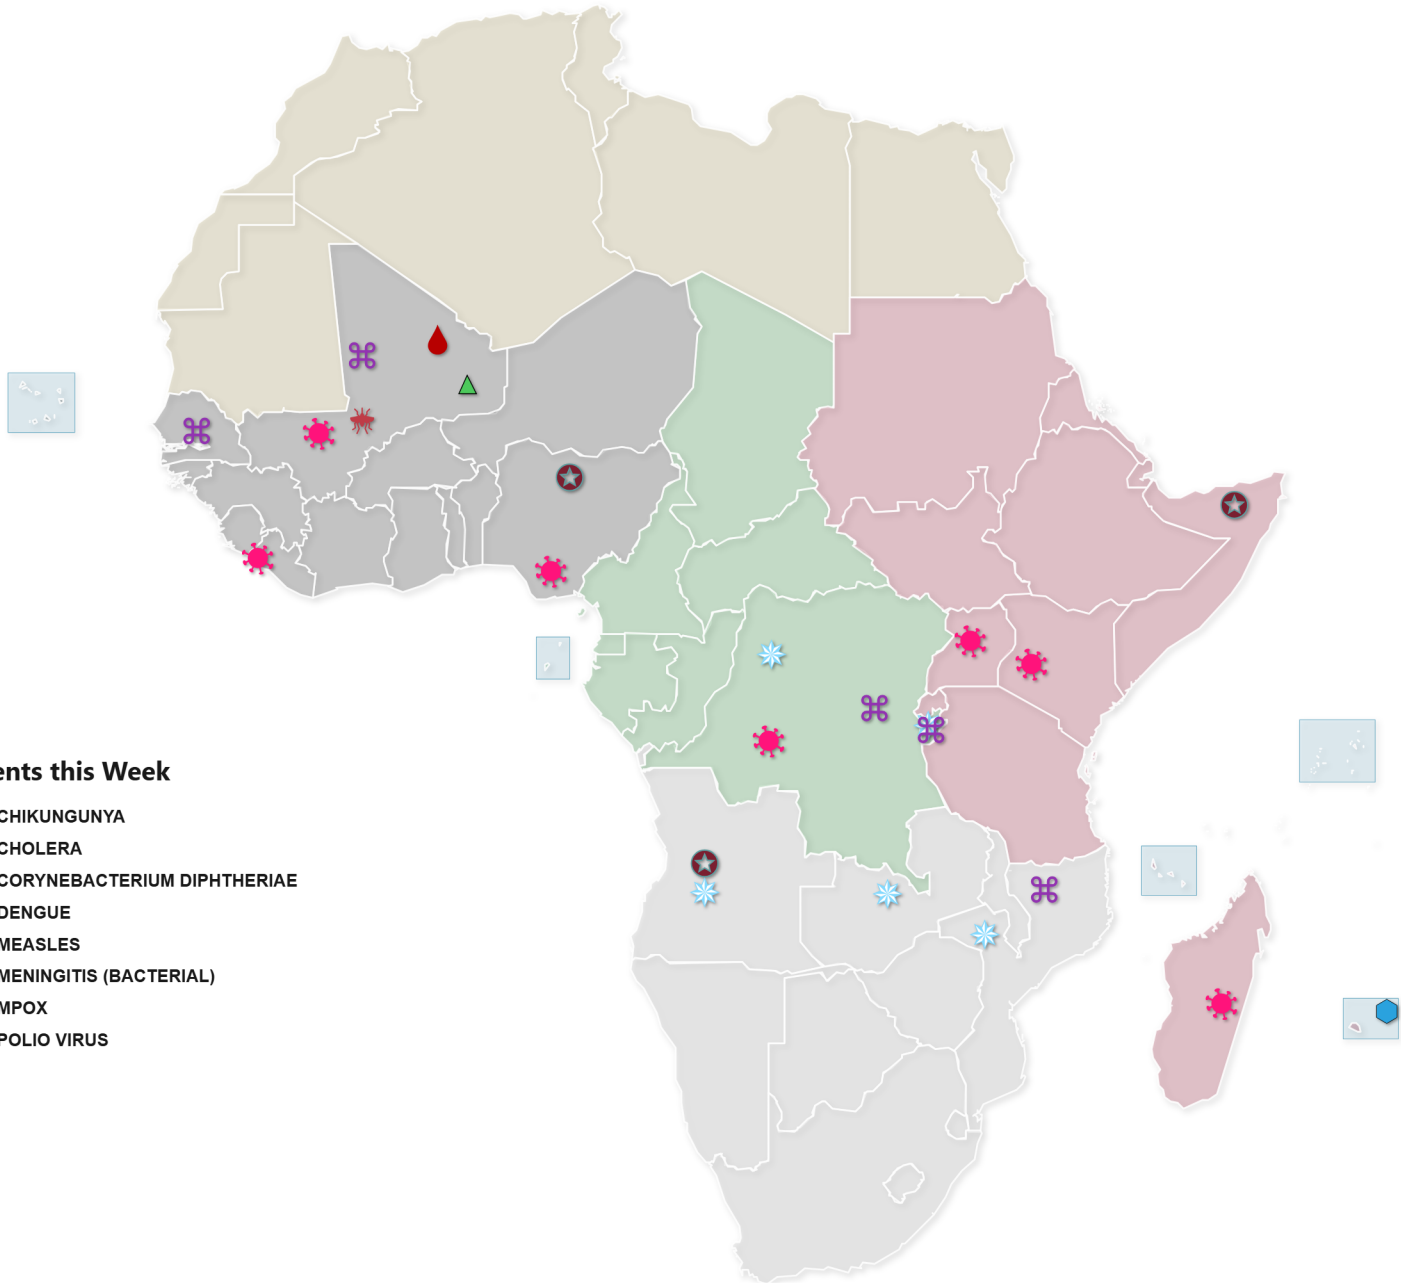 ents this Week
CHIKUNGUNYA
CHOLERA
CORYNEBACTERIUM DIPHTHERIAE
DENGUE
MEASLES
MENINGITIS (BACTERIAL)
MPOX
POLIO VIRUS